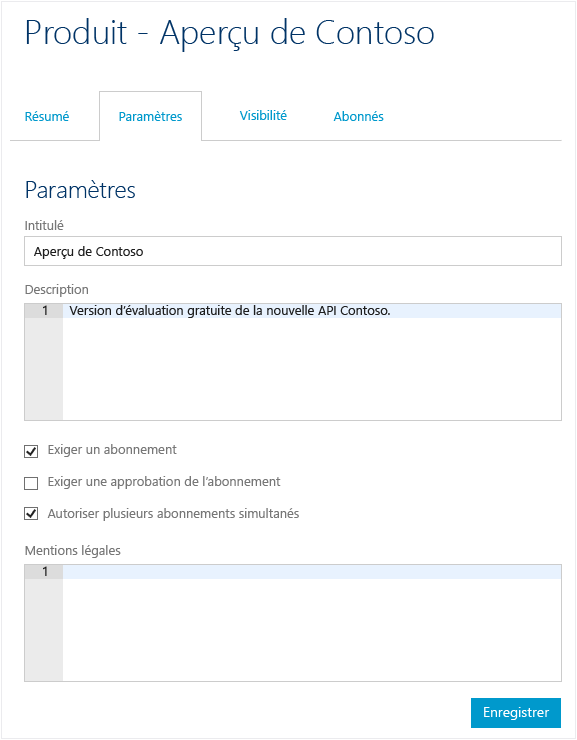 Produit - Aperçu de Contoso
Résumé Paramètres Visibilité Abonnés
Paramètres
Intitulé
Aperçu de Contoso
Description
1 Version d’évaluation gratuite de la nouvelle API Contoso.
Exiger un abonnement
Exiger une approbation de l’abonnement
Autoriser plusieurs abonnements simultanés
Mentions légales
1
Enregistrer